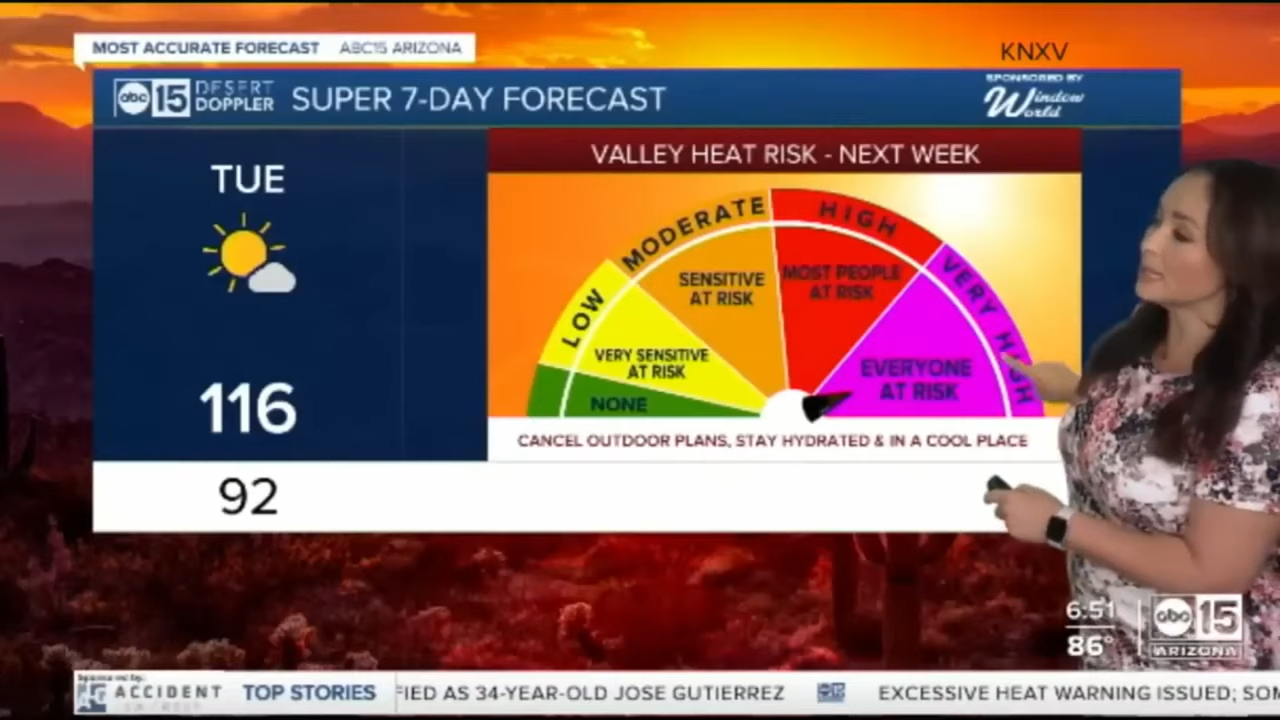 MOST ACCURATE FORECAST ABC15 ARIZONA
KNXV
abc 15 DESERT DOPPLER SUPER 7-DAY FORECAST
SPONSORED BY
Window World
TUE
VALLEY HEAT RISK - NEXT WEEK
NONE
LOW
VERY SENSITIVE
AT RISK
MODERATE
SENSITIVE
AT RISK
HIGH
MOST PEOPLE
AT RISK
VERY HIGH
EVERYONE
AT RISK
116
CANCEL OUTDOOR PLANS, STAY HYDRATED & IN A COOL PLACE
92
6:51
86°
abc 15
ARIZONA
Sponsored by:
ACCIDENT
TOP STORIES FIED AS 34-YEAR-OLD JOSE GUTIERREZ EXCESSIVE HEAT WARNING ISSUED; SOM